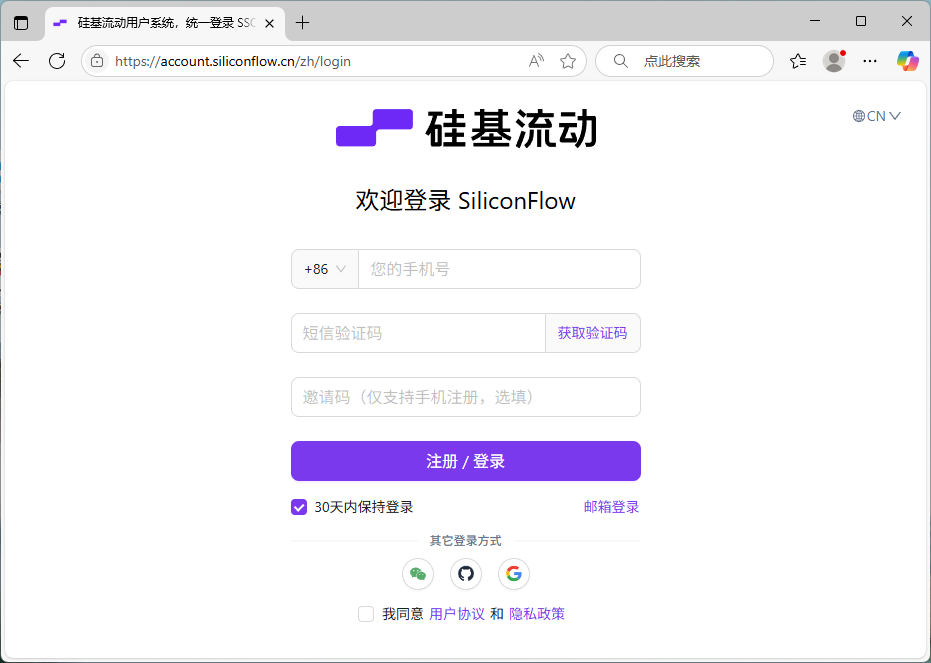 硅基流动用户系统，统一登录 SSO
https://account.siliconflow.cn/zh/login
点此搜索
硅基流动
CN
欢迎登录 SiliconFlow
+86 您的手机号
短信验证码 获取验证码
邀请码（仅支持手机注册，选填）
注册 / 登录
30天内保持登录 邮箱登录
其它登录方式
我同意 用户协议 和 隐私政策